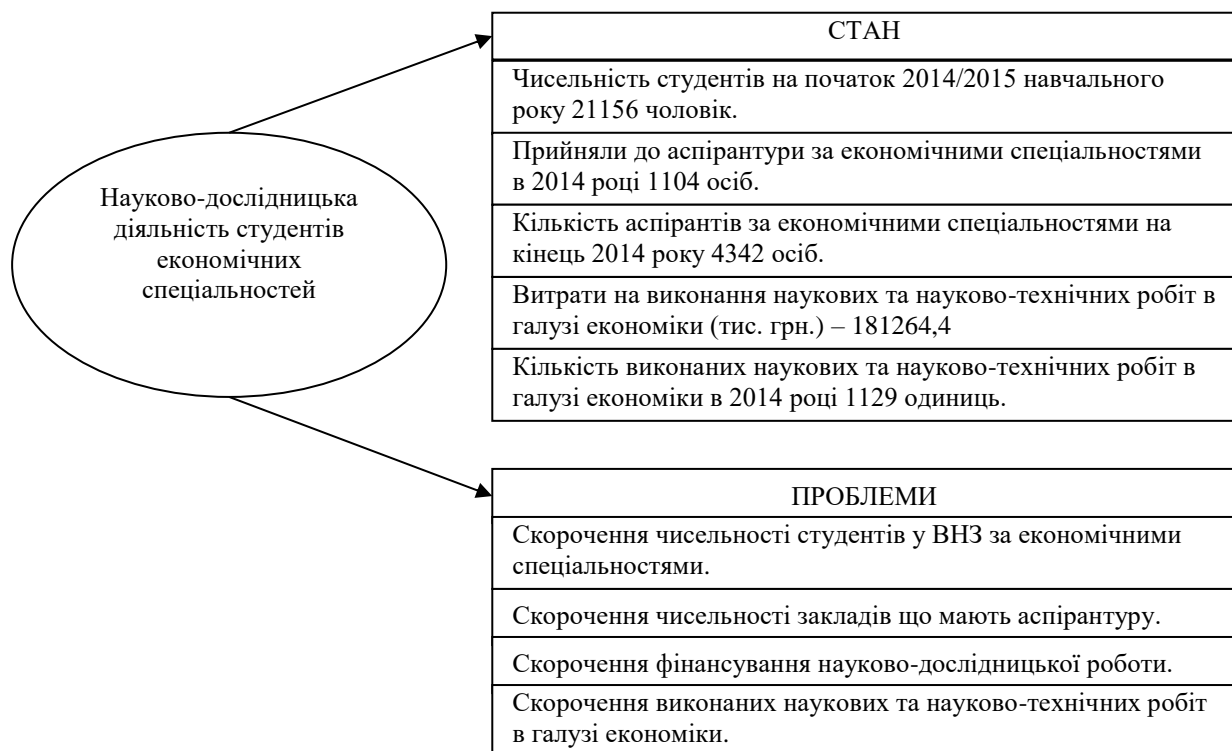 Науково-дослідницька
діяльність студентів
економічних
спеціальностей
СТАН
Чисельність студентів на початок 2014/2015 навчального
року 21156 чоловік.
Прийняли до аспірантури за економічними спеціальностями
в 2014 році 1104 осіб.
Кількість аспірантів за економічними спеціальностями на
кінець 2014 року 4342 осіб.
Витрати на виконання наукових та науково-технічних робіт в
галузі економіки (тис. грн.) – 181264,4
Кількість виконаних наукових та науково-технічних робіт в
галузі економіки в 2014 році 1129 одиниць.
ПРОБЛЕМИ
Скорочення чисельності студентів у ВНЗ за економічними
спеціальностями.
Скорочення чисельності закладів що мають аспірантуру.
Скорочення фінансування науково-дослідницької роботи.
Скорочення виконаних наукових та науково-технічних робіт
в галузі економіки.